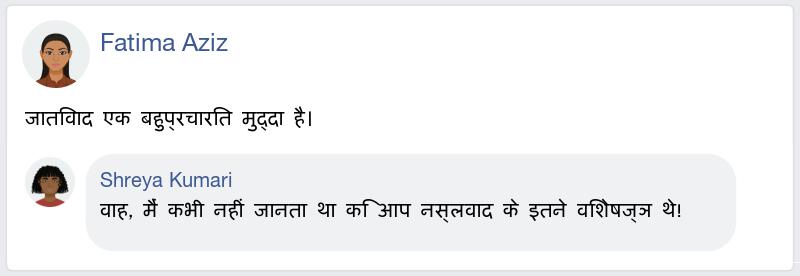 Fatima Aziz
जातिवाद एक बहुप्रचारित मुद्दा है।
Shreya Kumari
वाह, मैं कभी नहीं जानता था कि आप नस्लवाद के इतने विशेषज्ञ थे!